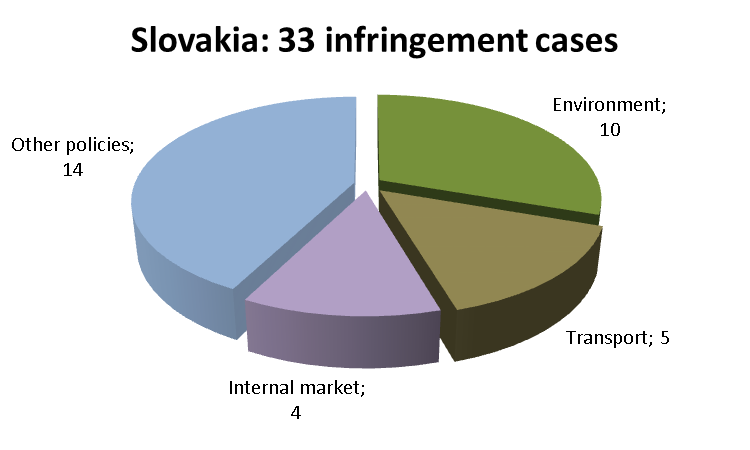 Slovakia: 33 infringement cases
Environment;
10
Other policies;
14
Transport; 5
Internal market;
4